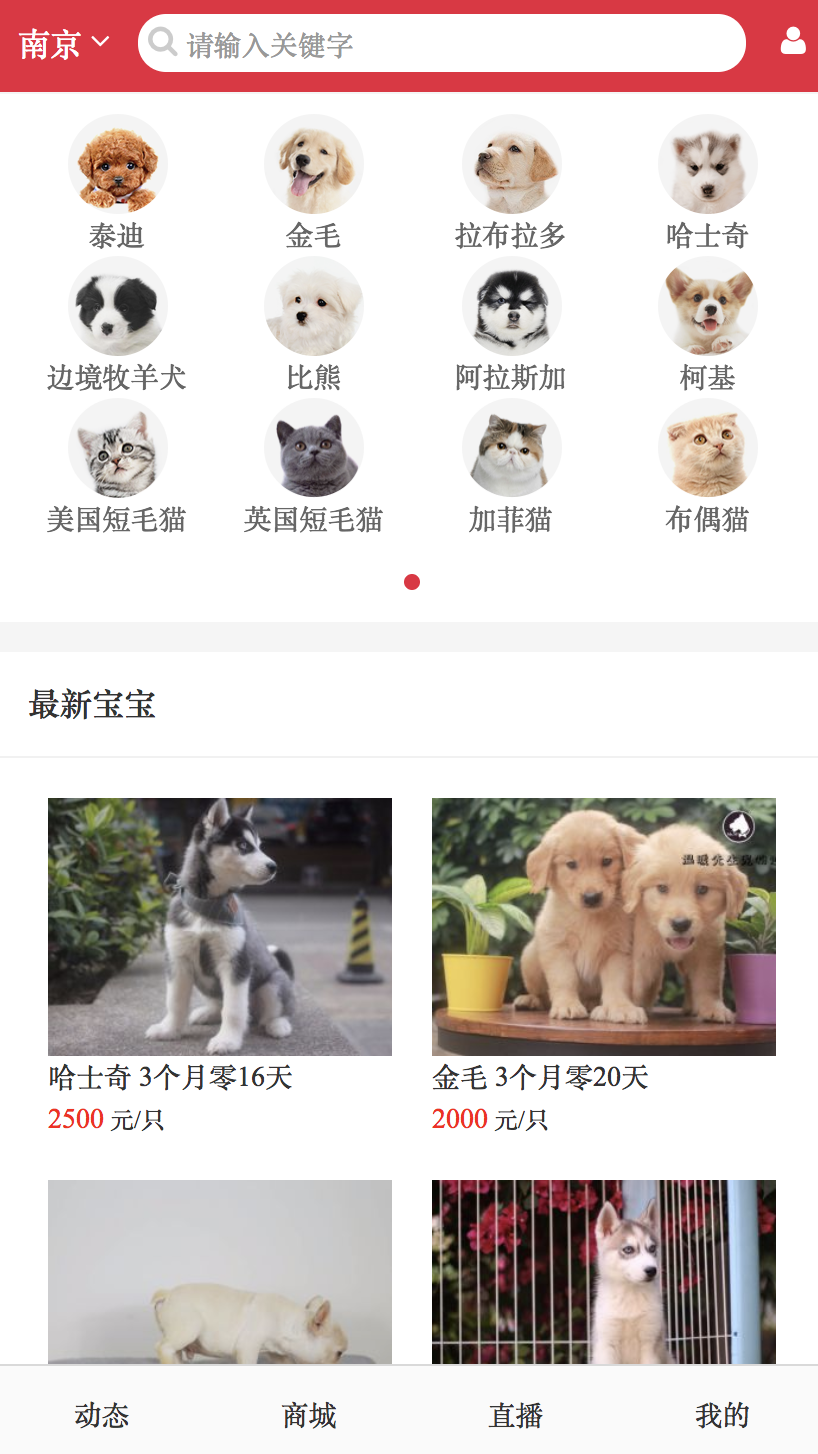 南京
请输入关键字
泰迪 金毛 拉布拉多 哈士奇
边境牧羊犬 比熊 阿拉斯加 柯基
美国短毛猫 英国短毛猫 加菲猫 布偶猫
最新宝宝
哈士奇 3个月零16天
2500 元/只
金毛 3个月零20天
2000 元/只
动态 商城 直播 我的